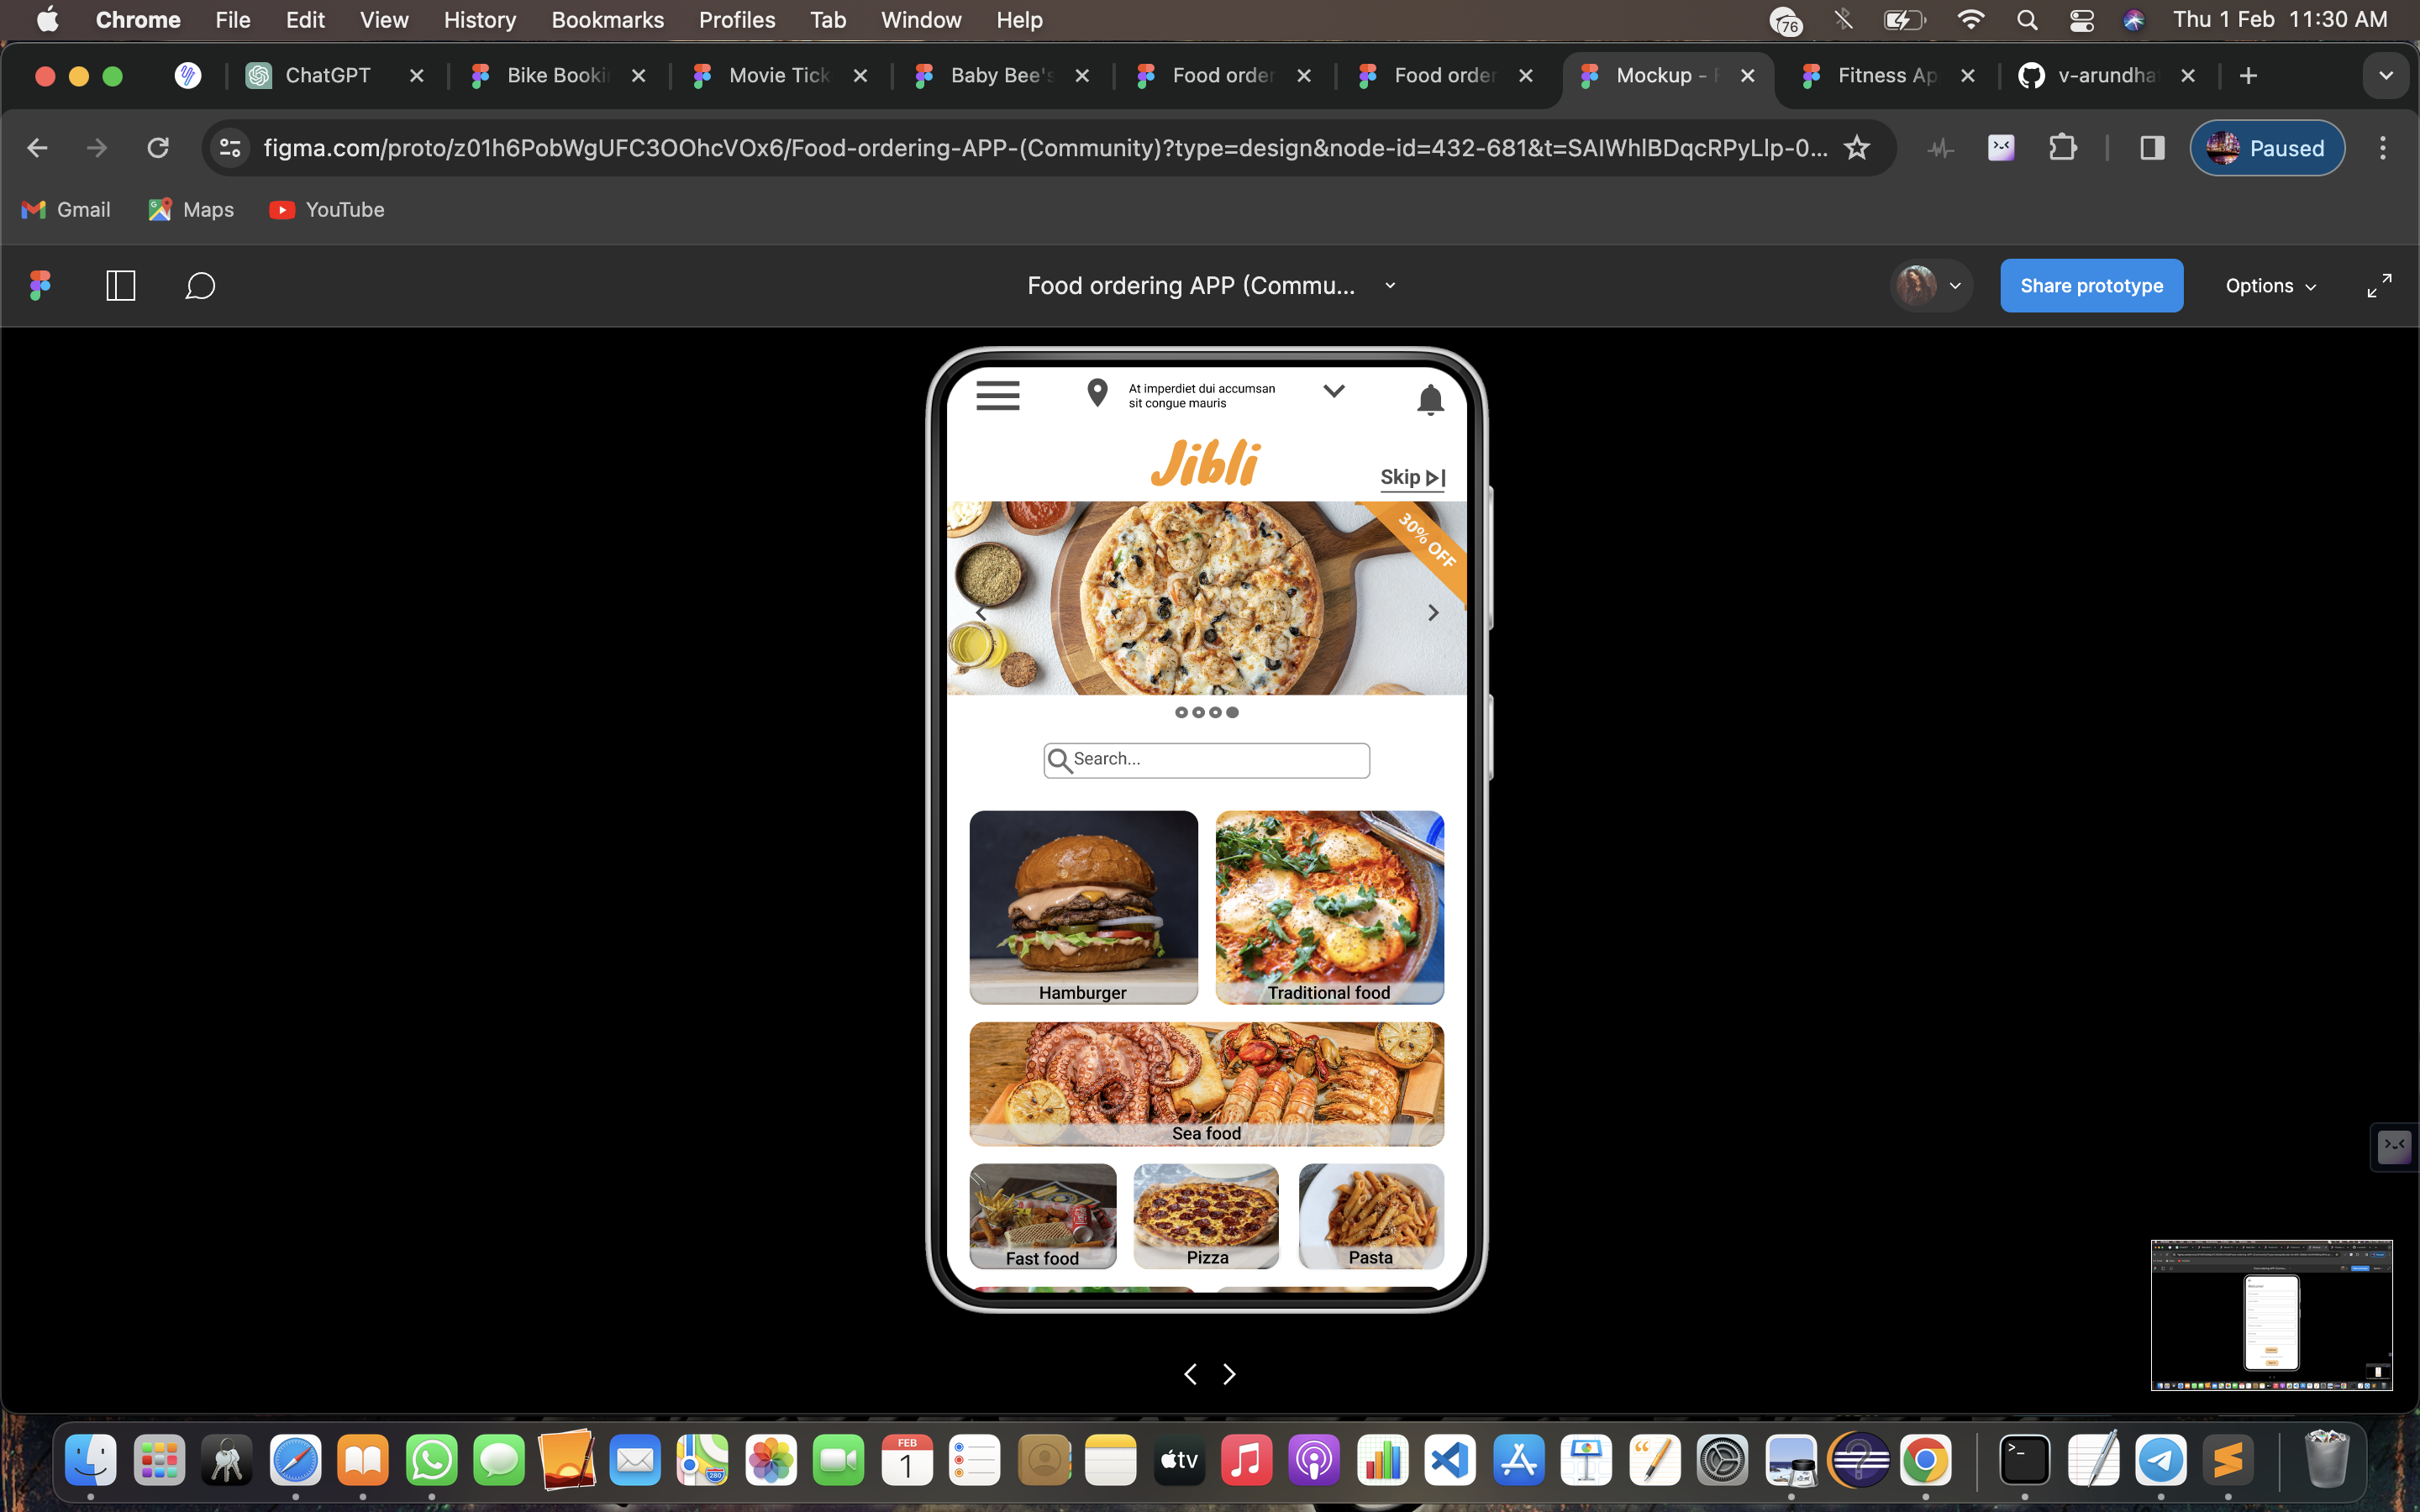 Chrome File Edit View History Bookmarks Profiles Tab Window Help 76 Thu 1 Feb 11:30 AM
ChatGPT Bike Booki Movie Tick Baby Bee's Food order Food order Mockup - Fitness Ap v-arundha
figma.com/proto/z01h6PobWgUFC3OOhcVOx6/Food-ordering-APP-(Community)?type=design&node-id=432-681&t=SAIWhlBDqcRPyLlp-0... Paused
Gmail Maps YouTube
Food ordering APP (Commu... Share prototype Options
At imperdiet dui accumsan
sit congue mauris
Jibli
Skip
30% OFF
Search...
Hamburger Traditional food
Sea food
Fast food Pizza Pasta
FEB
1
280
tv